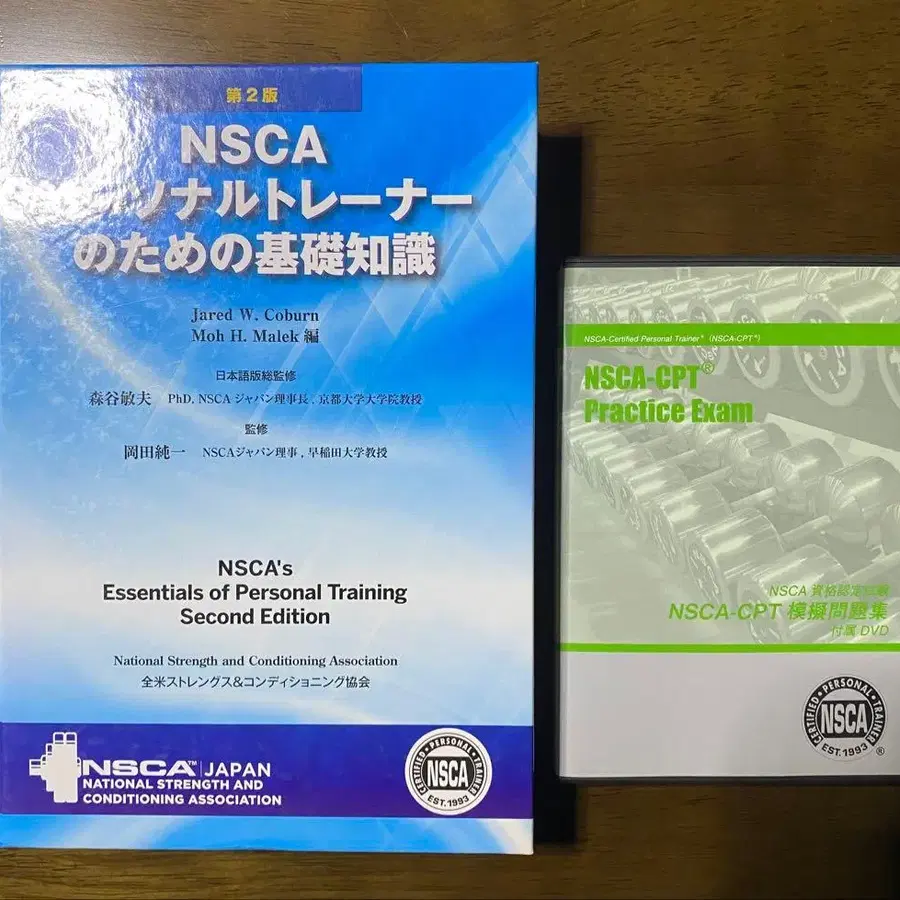 第2版
NSCA
ソナルトレーナー
のための基礎知識
Jared W. Coburn
Moh H. Malek 編
日本語版総監修
森谷敏夫 PhD, NSCA ジャパン理事長, 京都大学大学院教授
監修
岡田純一 NSCAジャパン理事, 早稲田大学教授
NSCA's
Essentials of Personal Training
Second Edition
National Strength and Conditioning Association
全米ストレングス&コンディショニング協会
NSCA™ JAPAN
NATIONAL STRENGTH AND
CONDITIONING ASSOCIATION
CERTIFIED·PERSONAL·TRAINER
NSCA
EST.1993
NSCA-Certified Personal Trainer® (NSCA-CPT®)
NSCA-CPT®
Practice Exam
NSCA 資格認定試験
NSCA-CPT 模擬問題集
付属 DVD
CERTIFIED·PERSONAL·TRAINER
NSCA
EST.1993
®